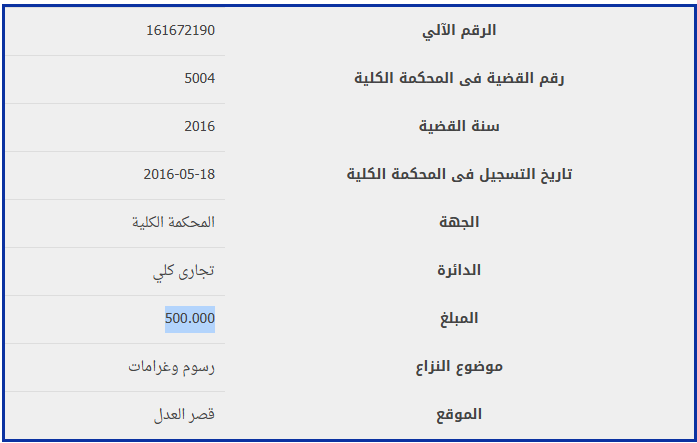 الرقم الآلي 161672190
رقم القضية فى المحكمة الكلية 5004
سنة القضية 2016
تاريخ التسجيل فى المحكمة الكلية 2016-05-18
الجهة المحكمة الكلية
الدائرة تجارى كلي
المبلغ 500.000
موضوع النزاع رسوم وغرامات
الموقع قصر العدل